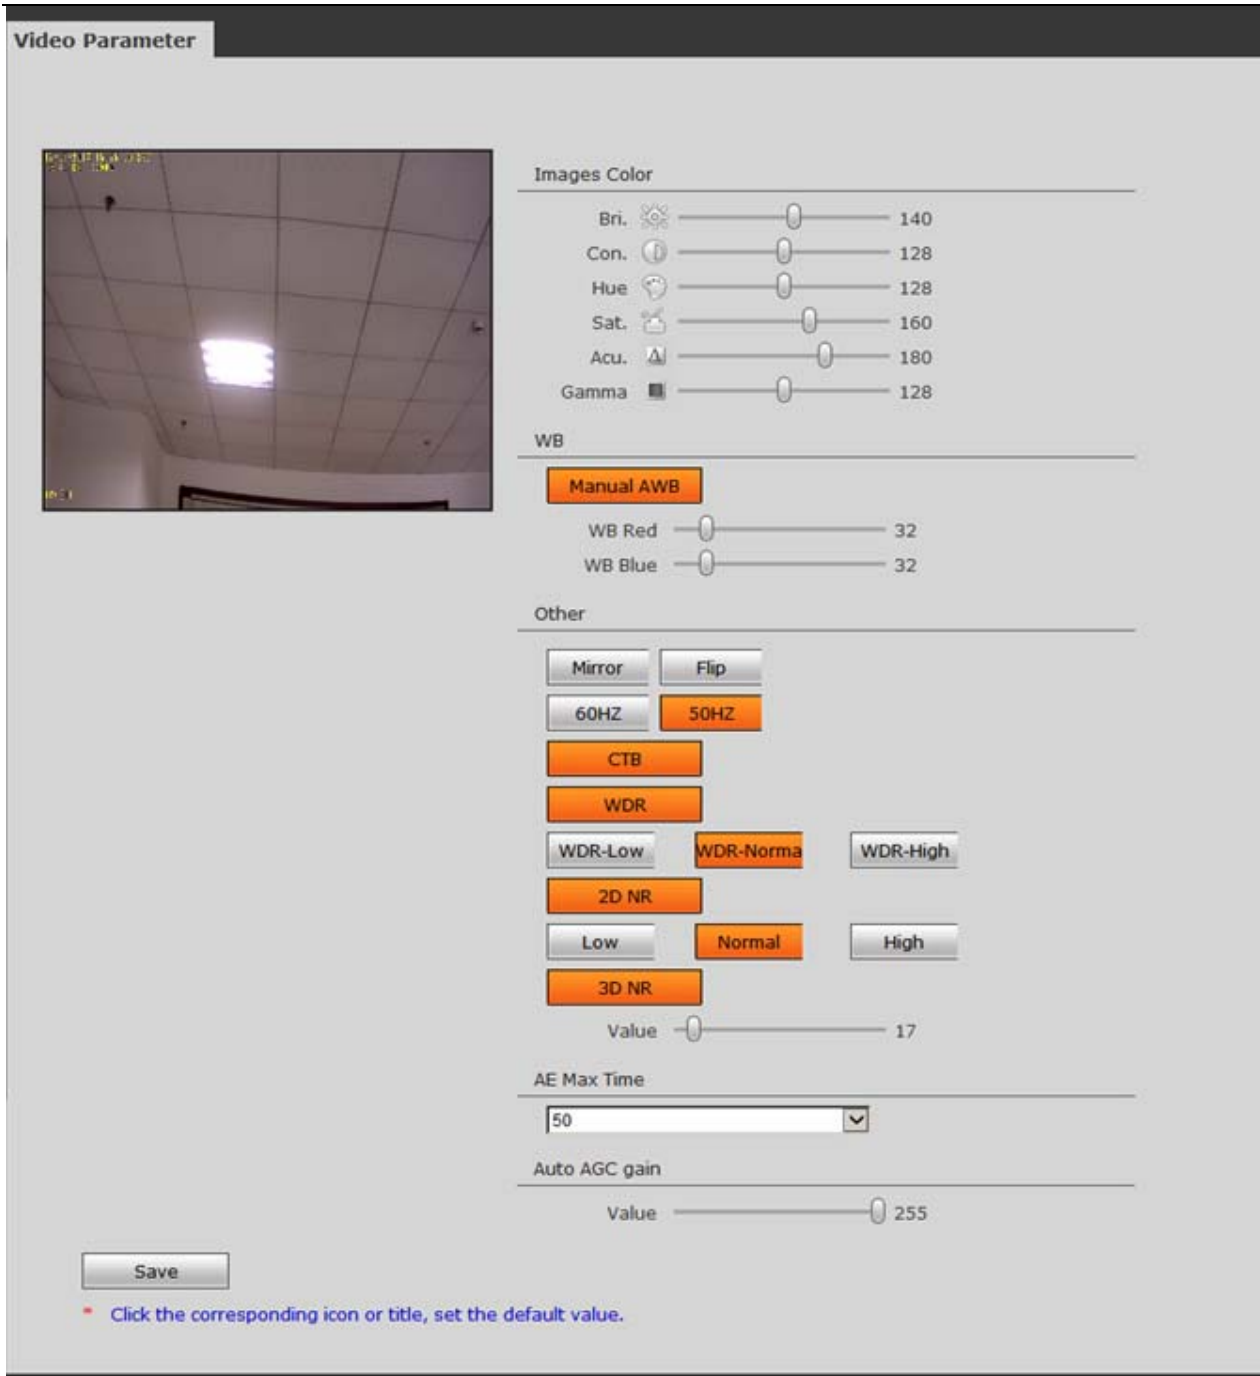 Video Parameter
Images Color
Bri. 140
Con. 128
Hue 128
Sat. 160
Acu. 180
Gamma 128
WB
Manual AWB
WB Red 32
WB Blue 32
Other
Mirror Flip
60HZ 50HZ
CTB
WDR
WDR-Low WDR-Norma WDR-High
2D NR
Low Normal High
3D NR
Value 17
AE Max Time
50
Auto AGC gain
Value 255
Save
* Click the corresponding icon or title, set the default value.